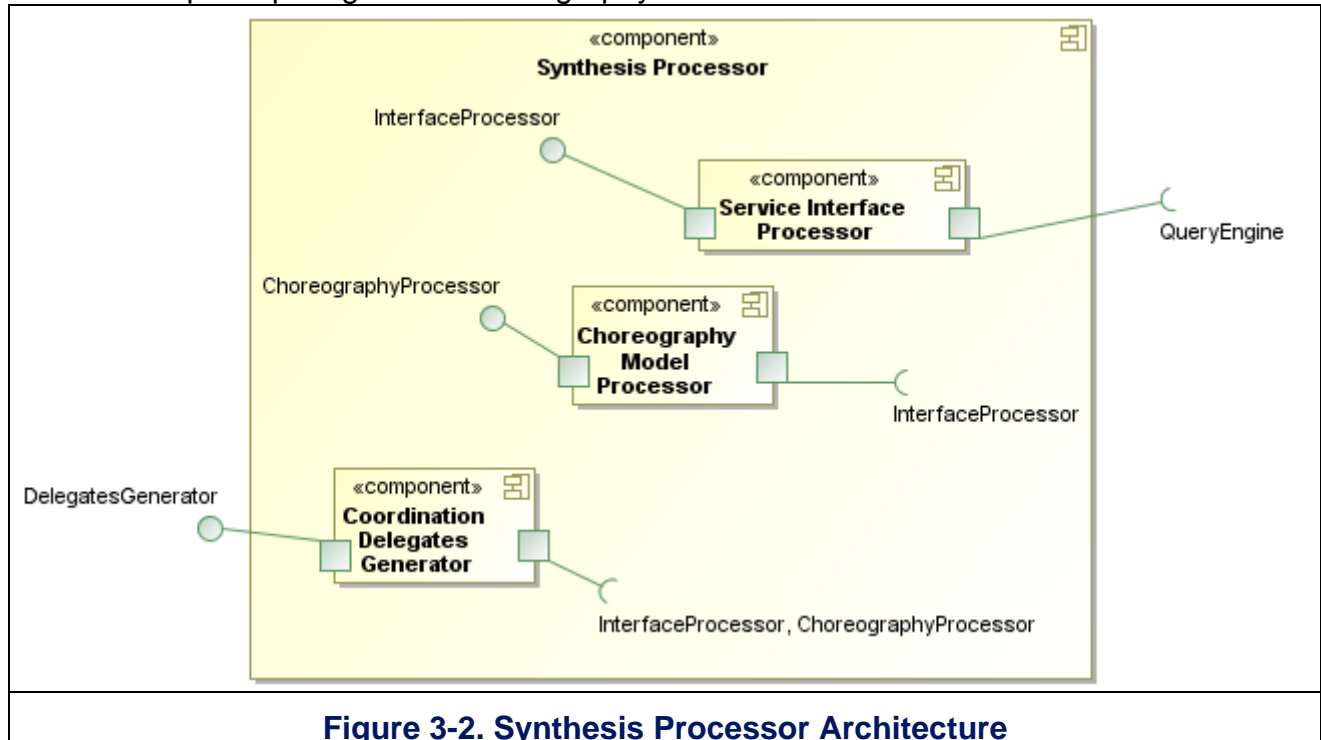 «component»
Synthesis Processor
InterfaceProcessor
«component»
Service Interface
Processor
QueryEngine
ChoreographyProcessor
«component»
Choreography
Model
Processor
InterfaceProcessor
DelegatesGenerator
«component»
Coordination
Delegates
Generator
InterfaceProcessor, ChoreographyProcessor
Figure 3-2. Synthesis Processor Architecture